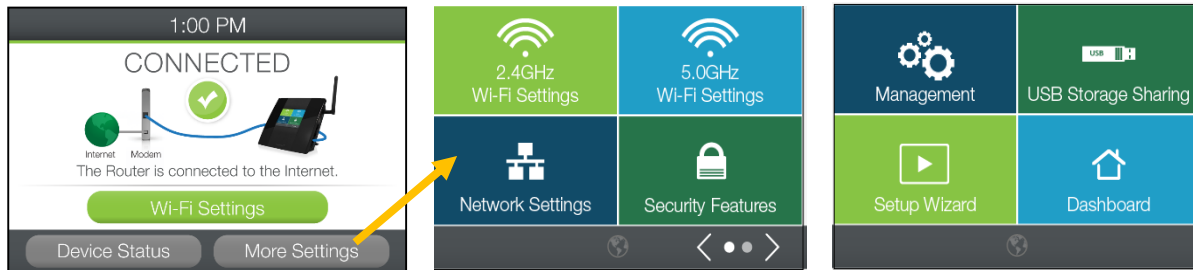 1:00 PM
CONNECTED
Internet Modem
The Router is connected to the Internet.
Wi-Fi Settings
Device Status More Settings
2.4GHz
Wi-Fi Settings
5.0GHz
Wi-Fi Settings
Network Settings
Security Features
Management
USB
USB Storage Sharing
Setup Wizard
Dashboard